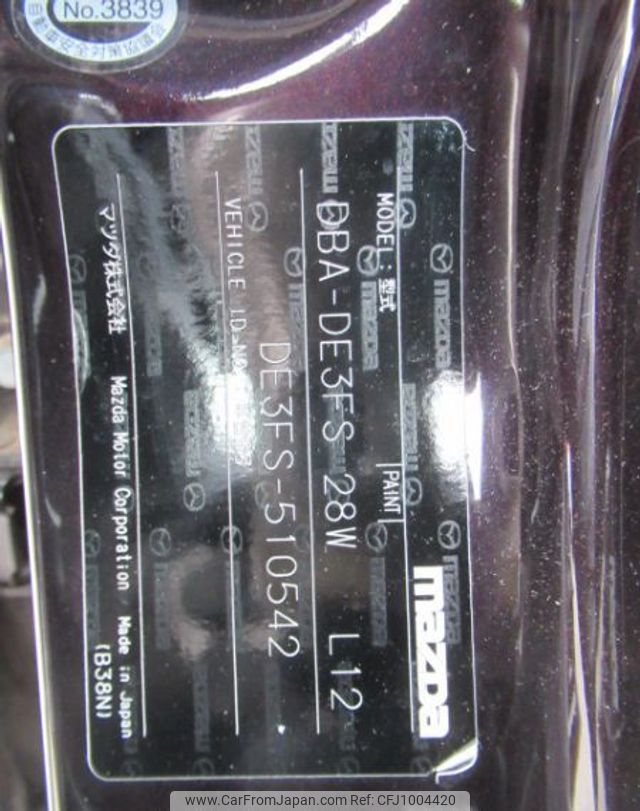 No.3839
mazda
MODEL:型式 PAINT
DBA-DE3FS 28W L12
VEHICLE ID.NO
DE3FS-510542
マツダ株式会社 Mazda Motor Corporation Made in Japan
(B38N)
www.CarFromJapan.com | Ref:CFJ1004420